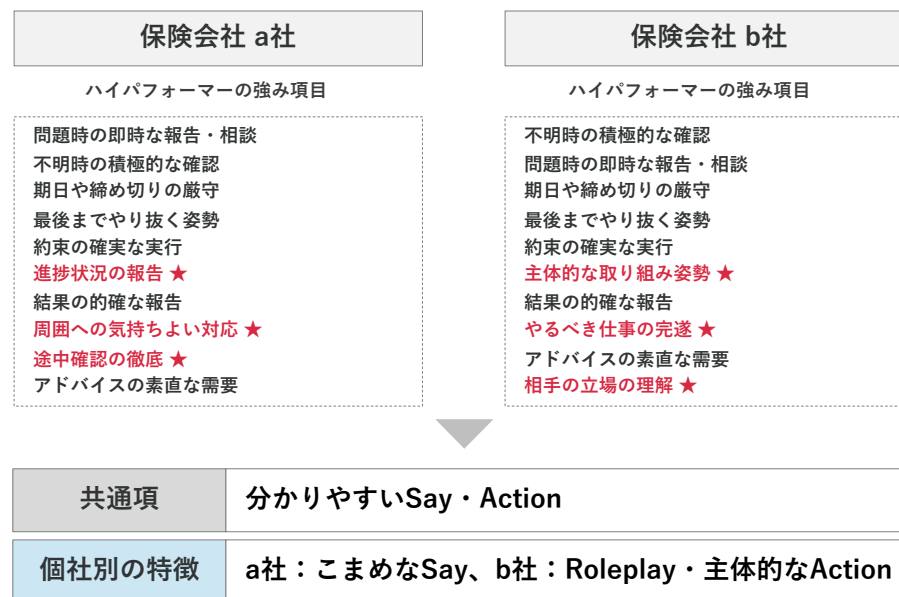 保険会社 a社
ハイパフォーマーの強み項目
問題時の即時な報告・相談
不明時の積極的な確認
期日や締め切りの厳守
最後までやり抜く姿勢
約束の確実な実行
進捗状況の報告 ★
結果の的確な報告
周囲への気持ちよい対応 ★
途中確認の徹底 ★
アドバイスの素直な需要
保険会社 b社
ハイパフォーマーの強み項目
不明時の積極的な確認
問題時の即時な報告・相談
期日や締め切りの厳守
最後までやり抜く姿勢
約束の確実な実行
主体的な取り組み姿勢 ★
結果の的確な報告
やるべき仕事の完遂 ★
アドバイスの素直な需要
相手の立場の理解 ★
共通項
分かりやすいSay・Action
個社別の特徴
a社：こまめなSay、b社：Roleplay・主体的なAction